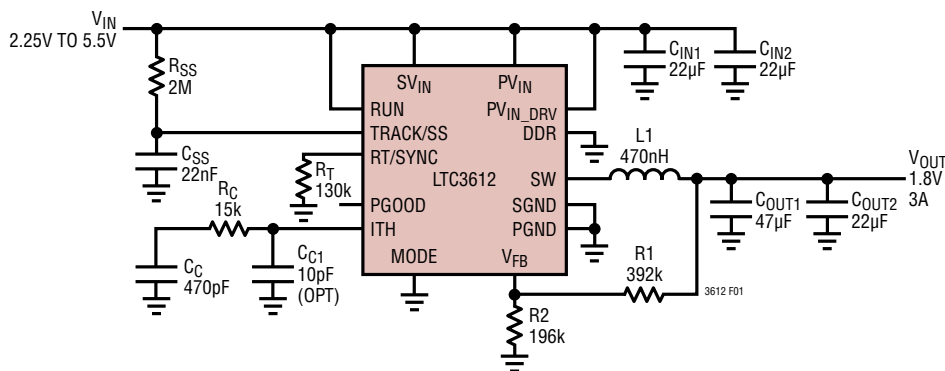 VIN
2.25V TO 5.5V
RSS
2M
CSS
22nF
RC
15k
CC
470pF
CC1
10pF
(OPT)
RT
130k
SVIN
PVIN
RUN
PVIN_DRV
TRACK/SS
DDR
RT/SYNC
LTC3612
SW
PGOOD
SGND
ITH
PGND
MODE
VFB
CIN1
22µF
CIN2
22µF
L1
470nH
VOUT
1.8V
3A
COUT1
47µF
COUT2
22µF
R1
392k
3612 F01
R2
196k